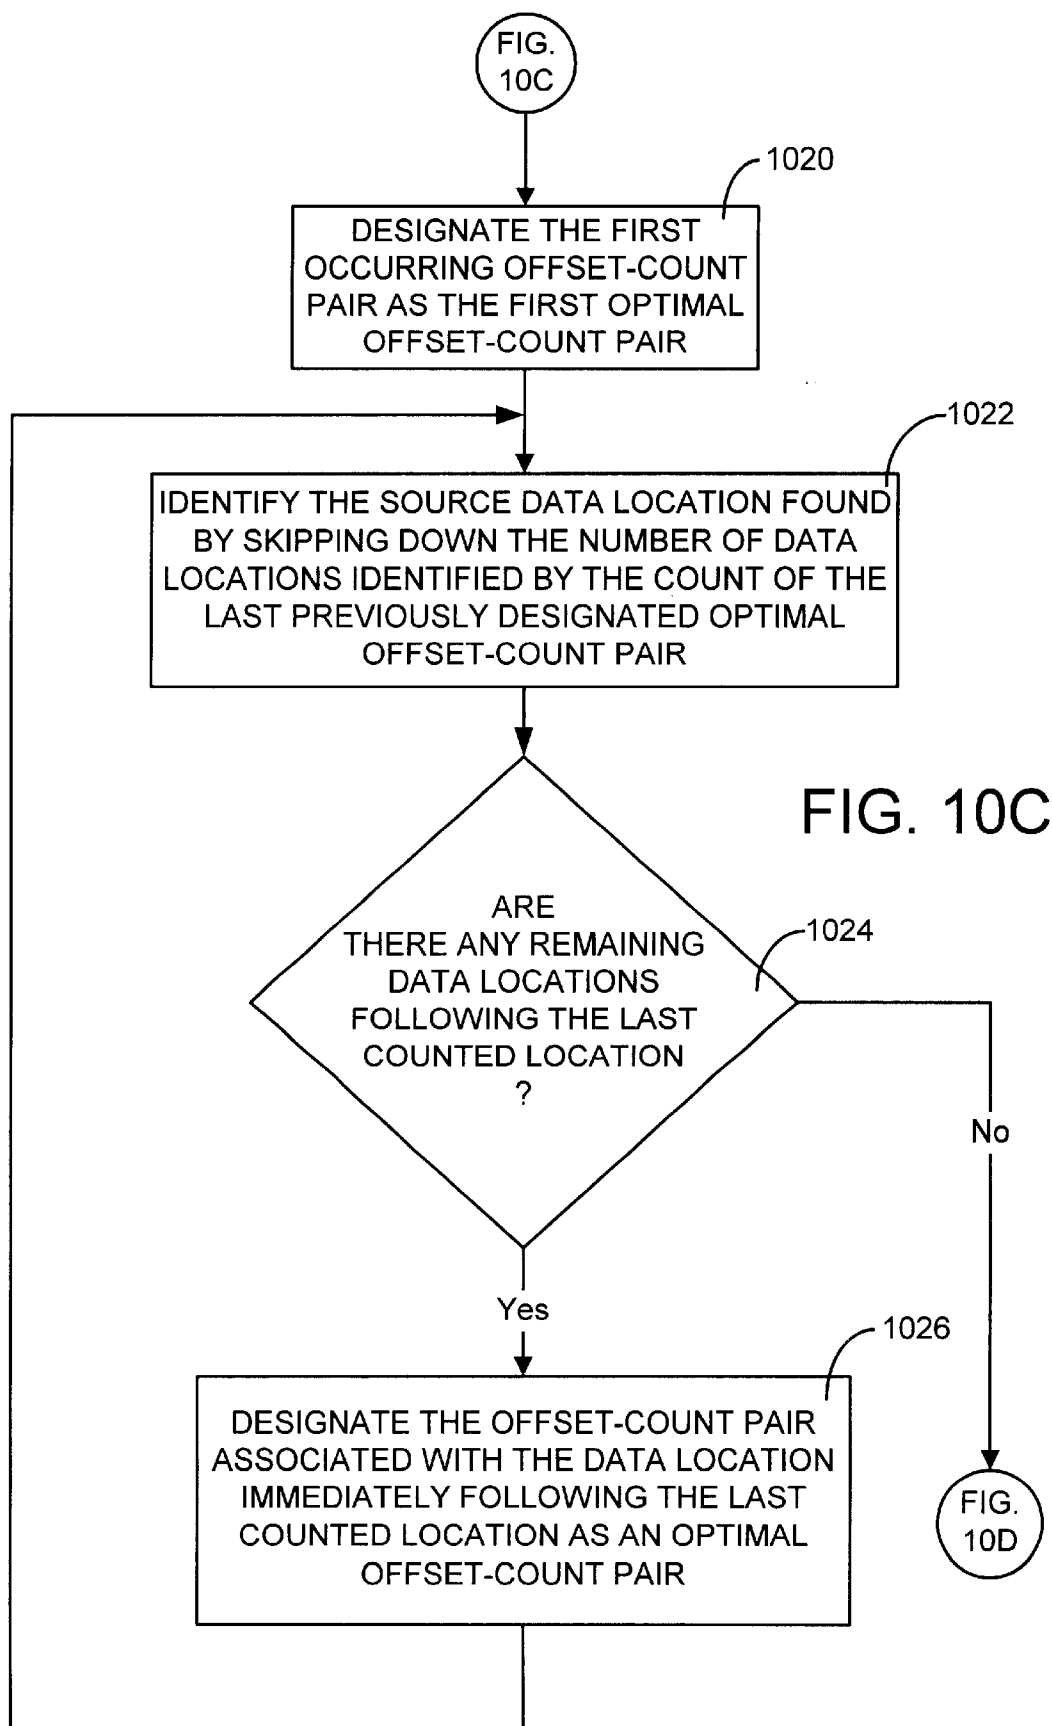 FIG.
10C
1020
DESIGNATE THE FIRST
OCCURRING OFFSET-COUNT
PAIR AS THE FIRST OPTIMAL
OFFSET-COUNT PAIR
1022
IDENTIFY THE SOURCE DATA LOCATION FOUND
BY SKIPPING DOWN THE NUMBER OF DATA
LOCATIONS IDENTIFIED BY THE COUNT OF THE
LAST PREVIOUSLY DESIGNATED OPTIMAL
OFFSET-COUNT PAIR
FIG. 10C
ARE
THERE ANY REMAINING
DATA LOCATIONS
FOLLOWING THE LAST
COUNTED LOCATION
?
1024
No
Yes
1026
DESIGNATE THE OFFSET-COUNT PAIR
ASSOCIATED WITH THE DATA LOCATION
IMMEDIATELY FOLLOWING THE LAST
COUNTED LOCATION AS AN OPTIMAL
OFFSET-COUNT PAIR
FIG.
10D